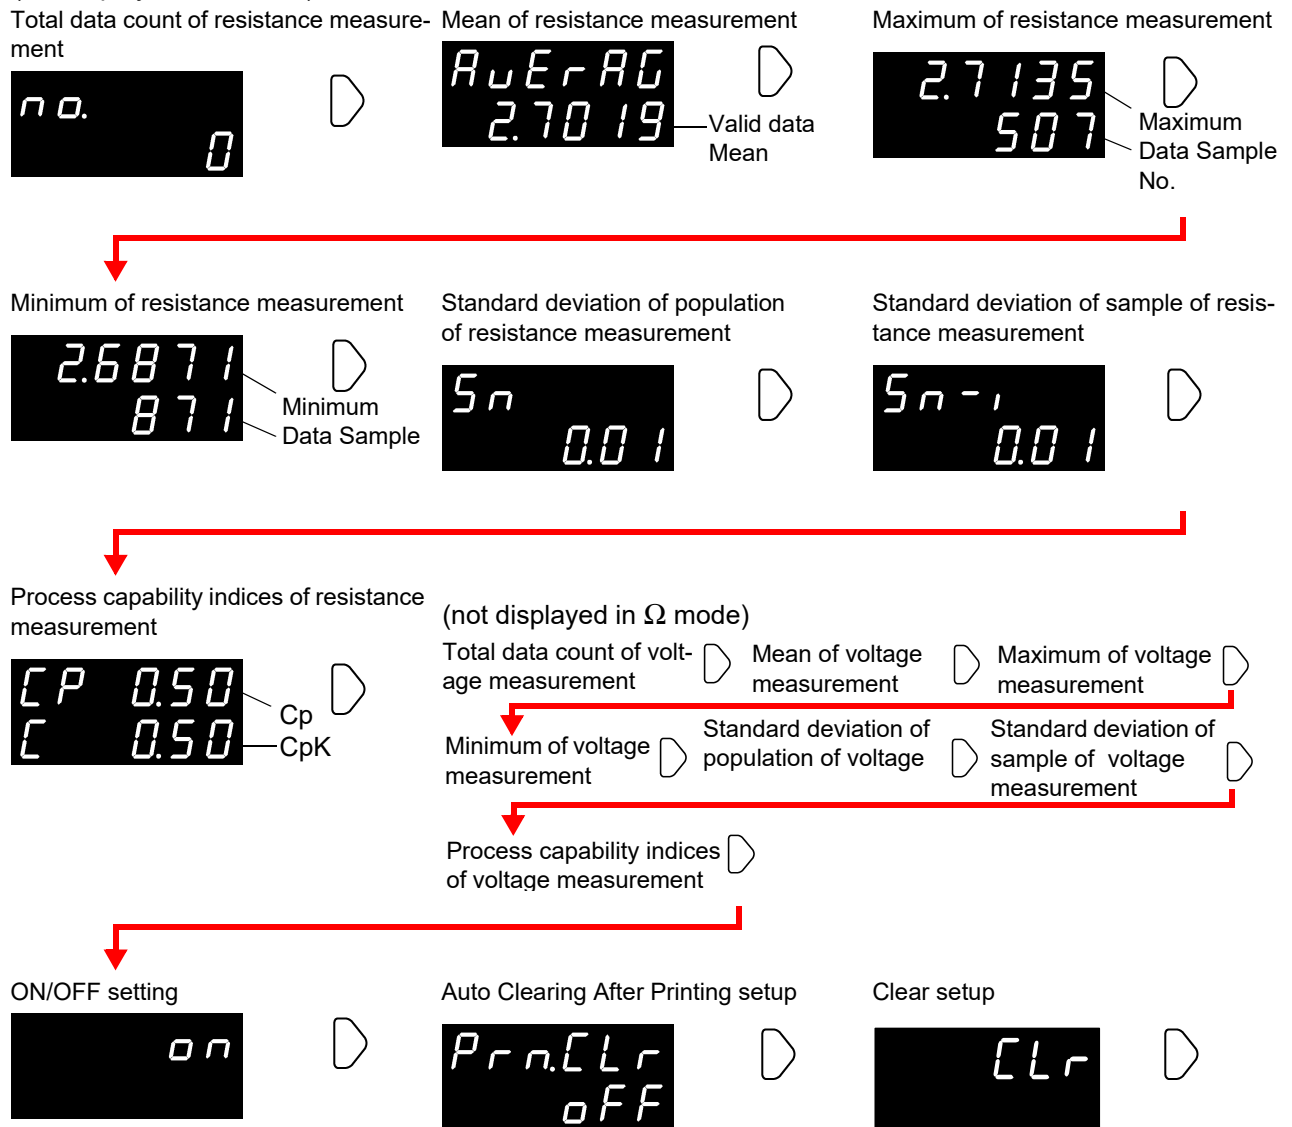 Total data count of resistance measure-
ment
no.
0
Mean of resistance measurement
AvErAG
2.7019
Valid data
Mean
Maximum of resistance measurement
2.7135
507
Maximum
Data Sample
No.
Minimum of resistance measurement
2.6871
871
Minimum
Data Sample
Standard deviation of population
of resistance measurement
Sn
0.01
Standard deviation of sample of resis-
tance measurement
Sn-1
0.01
Process capability indices of resistance
measurement
CP 0.50
C 0.50
Cp
CpK
(not displayed in Ω mode)
Total data count of volt-
age measurement
Mean of voltage
measurement
Maximum of voltage
measurement
Minimum of voltage
measurement
Standard deviation of
population of voltage
Standard deviation of
sample of voltage
measurement
Process capability indices
of voltage measurement
ON/OFF setting
on
Auto Clearing After Printing setup
Prn.CLr
oFF
Clear setup
CLr